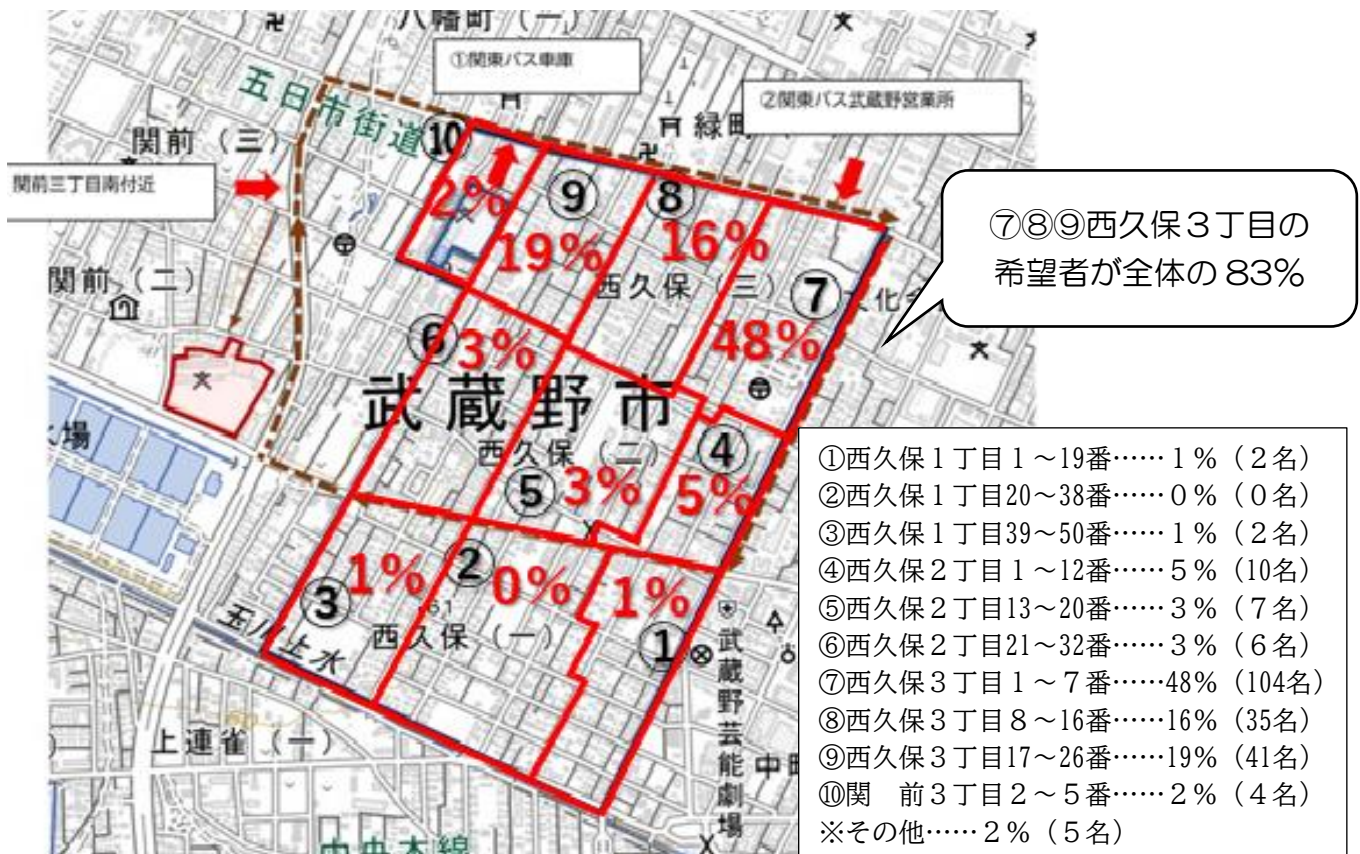 八幡町（一）
①関東バス車庫
②関東バス武蔵野営業所
五日市街道
関前（三）
緑町
関前三丁目南付近
⑩
2%
⑨
19%
⑧
16%
西久保（三）
⑦
48%
文化会
⑦⑧⑨西久保３丁目の
希望者が全体の 83%
関前（二）
⑥
3%
武蔵野市
西久保（二）
④
5%
⑤
3%
水場
③
1%
②
0%
61
①
1%
西久保（一）
玉川上水
武蔵野芸能劇場
上連雀（一）
中央本線
①西久保１丁目１～19番……１％（２名）
②西久保１丁目20～38番……０％（０名）
③西久保１丁目39～50番……１％（２名）
④西久保２丁目１～12番……５％（10名）
⑤西久保２丁目13～20番……３％（７名）
⑥西久保２丁目21～32番……３％（６名）
⑦西久保３丁目１～７番……48％（104名）
⑧西久保３丁目８～16番……16％（35名）
⑨西久保３丁目17～26番……19％（41名）
⑩関　前３丁目２～５番……２％（４名）
※その他……２％（５名）